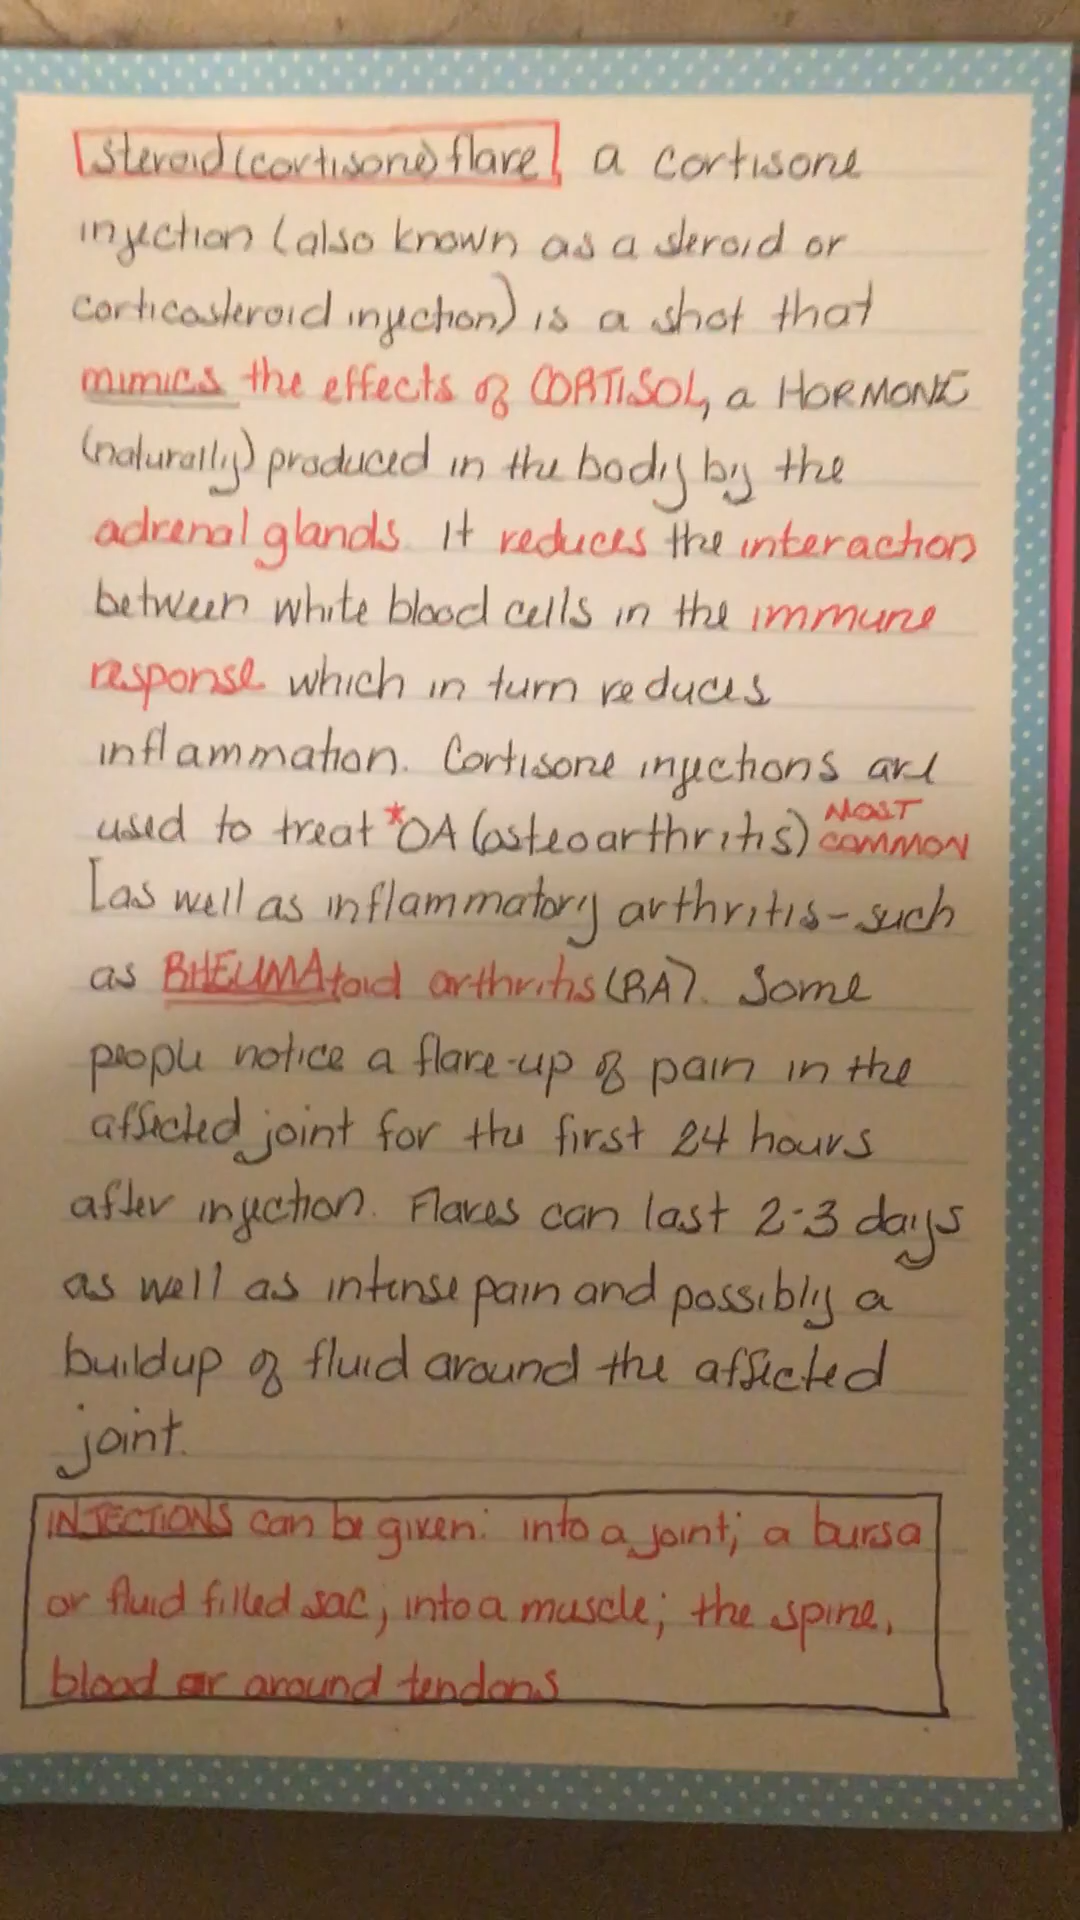 steroid (cortisone) flare, a cortisone
injection (also known as a steroid or
corticosteroid injection) is a shot that
mimics the effects of CORTISOL, a HORMONE
(naturally) produced in the body by the
adrenal glands. It reduces the interaction
between white blood cells in the immune
response which in turn reduces
inflammation. Cortisone injections are
used to treat *OA (osteoarthritis) MOST COMMON
[as well as inflammatory arthritis - such
as RHEUMAtoid arthritis (RA). Some
people notice a flare-up of pain in the
affected joint for the first 24 hours
after injection. Flares can last 2-3 days
as well as intense pain and possibly a
buildup of fluid around the affected
joint.
INJECTIONS can be given: into a joint; a bursa
or fluid filled sac; into a muscle; the spine,
blood or around tendons